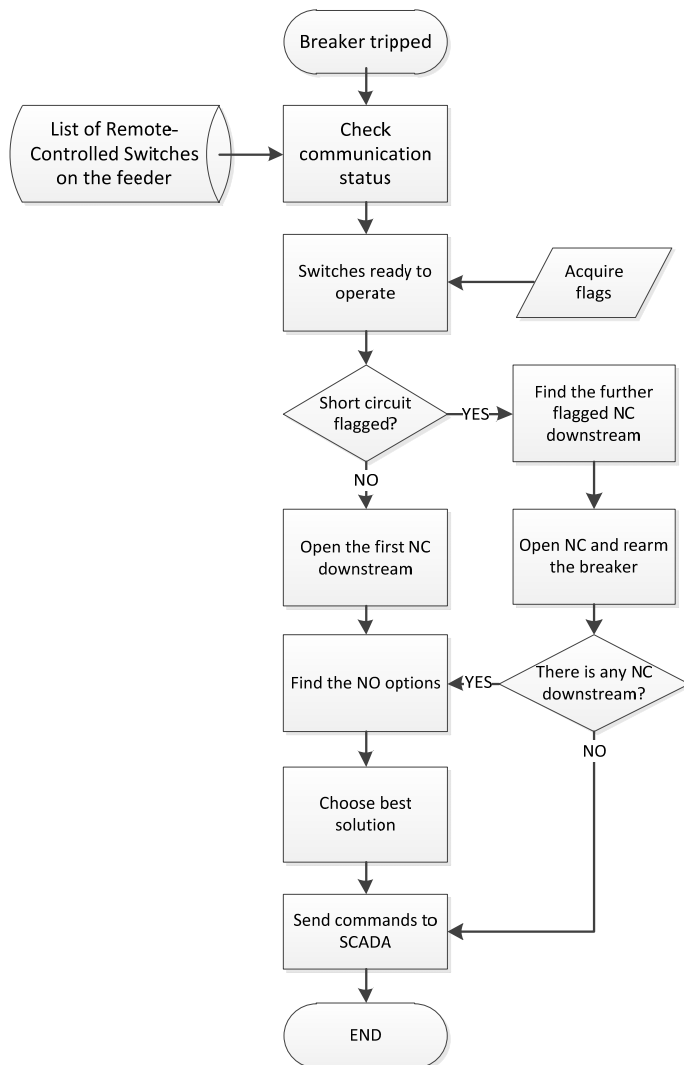 Breaker tripped
List of Remote-
Controlled Switches
on the feeder
Check
communication
status
Switches ready to
operate
Acquire
flags
Short circuit
flagged?
YES
Find the further
flagged NC
downstream
NO
Open the first NC
downstream
Open NC and rearm
the breaker
Find the NO options
YES
There is any NC
downstream?
NO
Choose best
solution
Send commands to
SCADA
END